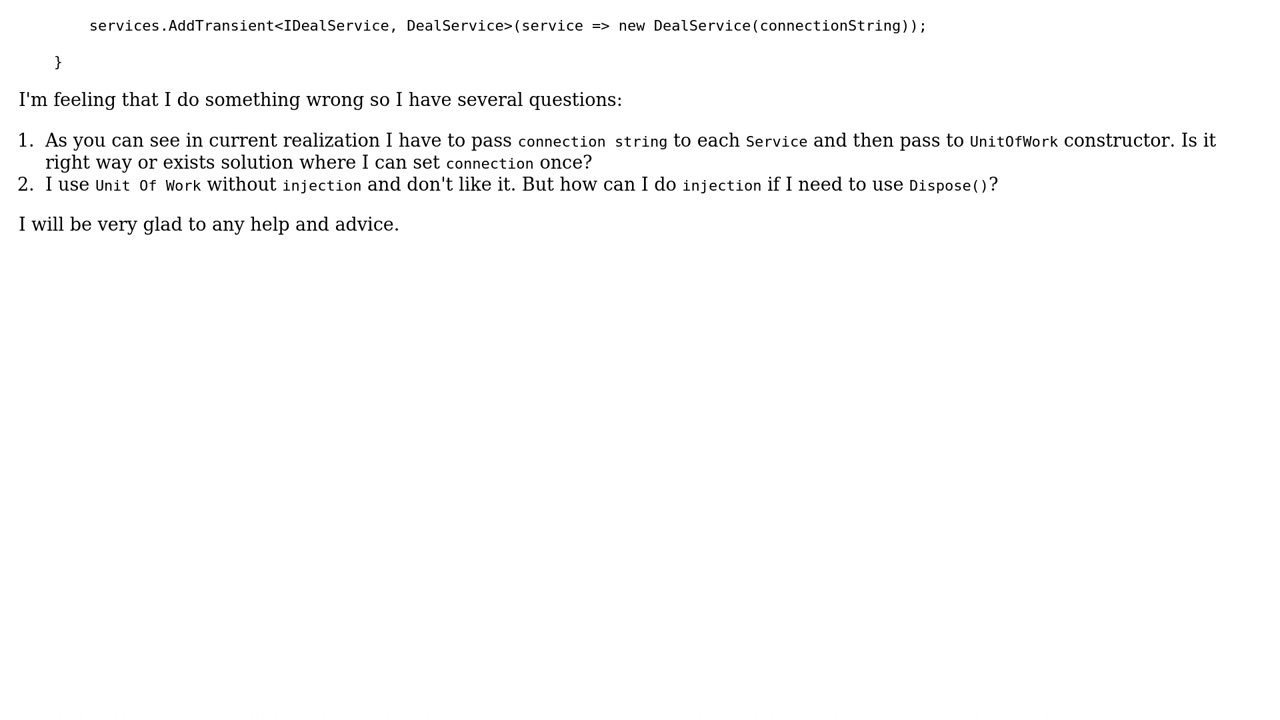 services.AddTransient<IDealService, DealService>(service => new DealService(connectionString));
}
I'm feeling that I do something wrong so I have several questions:
1. As you can see in current realization I have to pass connection string to each Service and then pass to UnitOfWork constructor. Is it
right way or exists solution where I can set connection once?
2. I use Unit Of Work without injection and don't like it. But how can I do injection if I need to use Dispose()?
I will be very glad to any help and advice.